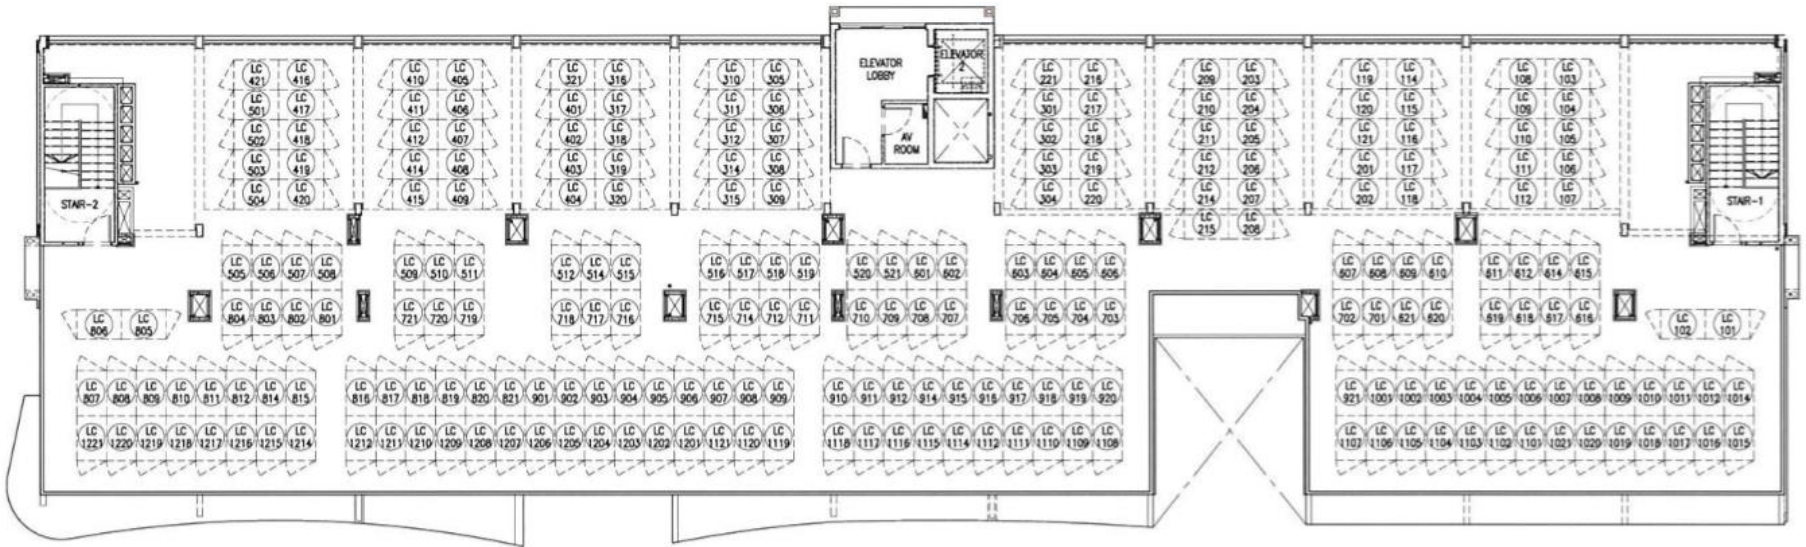 ELEVATOR LOBBY
ELEVATOR 2
AV ROOM
STAIR-2
STAIR-1
LC 421 LC 416 LC 410 LC 405 LC 321 LC 316 LC 310 LC 305 LC 221 LC 216 LC 209 LC 203 LC 119 LC 114 LC 108 LC 103
LC 501 LC 417 LC 411 LC 406 LC 401 LC 317 LC 311 LC 306 LC 301 LC 217 LC 210 LC 204 LC 120 LC 115 LC 109 LC 104
LC 502 LC 418 LC 412 LC 407 LC 402 LC 318 LC 312 LC 307 LC 302 LC 218 LC 211 LC 205 LC 121 LC 116 LC 110 LC 105
LC 503 LC 419 LC 414 LC 408 LC 403 LC 319 LC 314 LC 308 LC 303 LC 219 LC 212 LC 206 LC 201 LC 117 LC 111 LC 106
LC 504 LC 420 LC 415 LC 409 LC 404 LC 320 LC 315 LC 309 LC 304 LC 220 LC 214 LC 207 LC 202 LC 118 LC 112 LC 107
LC 215 LC 208
LC 505 LC 506 LC 507 LC 508 LC 509 LC 510 LC 511 LC 512 LC 514 LC 515 LC 516 LC 517 LC 518 LC 519 LC 520 LC 521 LC 601 LC 602 LC 603 LC 604 LC 605 LC 606 LC 607 LC 608 LC 609 LC 610 LC 611 LC 612 LC 614 LC 615
LC 806 LC 805 LC 804 LC 803 LC 802 LC 801 LC 721 LC 720 LC 719 LC 718 LC 717 LC 716 LC 715 LC 714 LC 712 LC 711 LC 710 LC 709 LC 708 LC 707 LC 706 LC 705 LC 704 LC 703 LC 702 LC 701 LC 621 LC 620 LC 619 LC 618 LC 617 LC 616 LC 102 LC 101
LC 807 LC 808 LC 809 LC 810 LC 811 LC 812 LC 814 LC 815 LC 816 LC 817 LC 818 LC 819 LC 820 LC 821 LC 901 LC 902 LC 903 LC 904 LC 905 LC 906 LC 907 LC 908 LC 909 LC 910 LC 911 LC 912 LC 914 LC 915 LC 916 LC 917 LC 918 LC 919 LC 920 LC 921 LC 1001 LC 1002 LC 1003 LC 1004 LC 1005 LC 1006 LC 1007 LC 1008 LC 1009 LC 1010 LC 1011 LC 1012 LC 1014
LC 1221 LC 1220 LC 1219 LC 1218 LC 1217 LC 1216 LC 1215 LC 1214 LC 1212 LC 1211 LC 1210 LC 1209 LC 1208 LC 1207 LC 1206 LC 1205 LC 1204 LC 1203 LC 1202 LC 1201 LC 1121 LC 1120 LC 1119 LC 1118 LC 1117 LC 1116 LC 1115 LC 1114 LC 1112 LC 1111 LC 1110 LC 1109 LC 1108 LC 1107 LC 1106 LC 1105 LC 1104 LC 1103 LC 1102 LC 1101 LC 1021 LC 1020 LC 1019 LC 1018 LC 1017 LC 1016 LC 1015